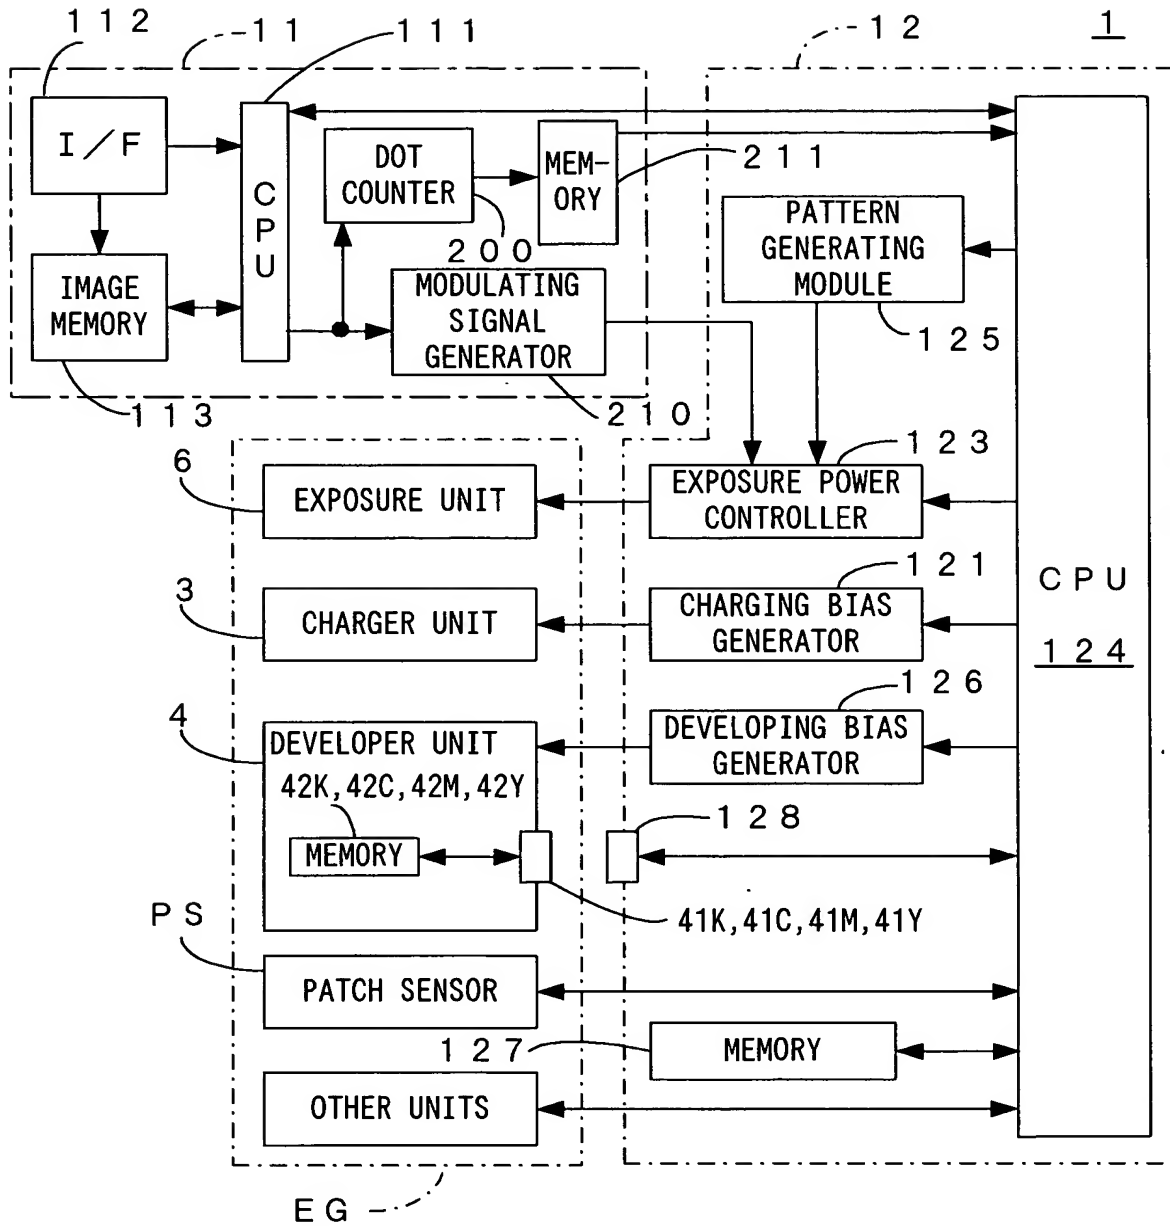 112
11
111
12
1
I/F
CPU
DOT
COUNTER
MEM-
ORY
211
200
PATTERN
GENERATING
MODULE
IMAGE
MEMORY
MODULATING
SIGNAL
GENERATOR
125
113
210
6
EXPOSURE UNIT
123
EXPOSURE POWER
CONTROLLER
3
CHARGER UNIT
121
CHARGING BIAS
GENERATOR
CPU
124
4
DEVELOPER UNIT
126
DEVELOPING BIAS
GENERATOR
42K,42C,42M,42Y
MEMORY
128
41K,41C,41M,41Y
PS
PATCH SENSOR
127
MEMORY
OTHER UNITS
EG